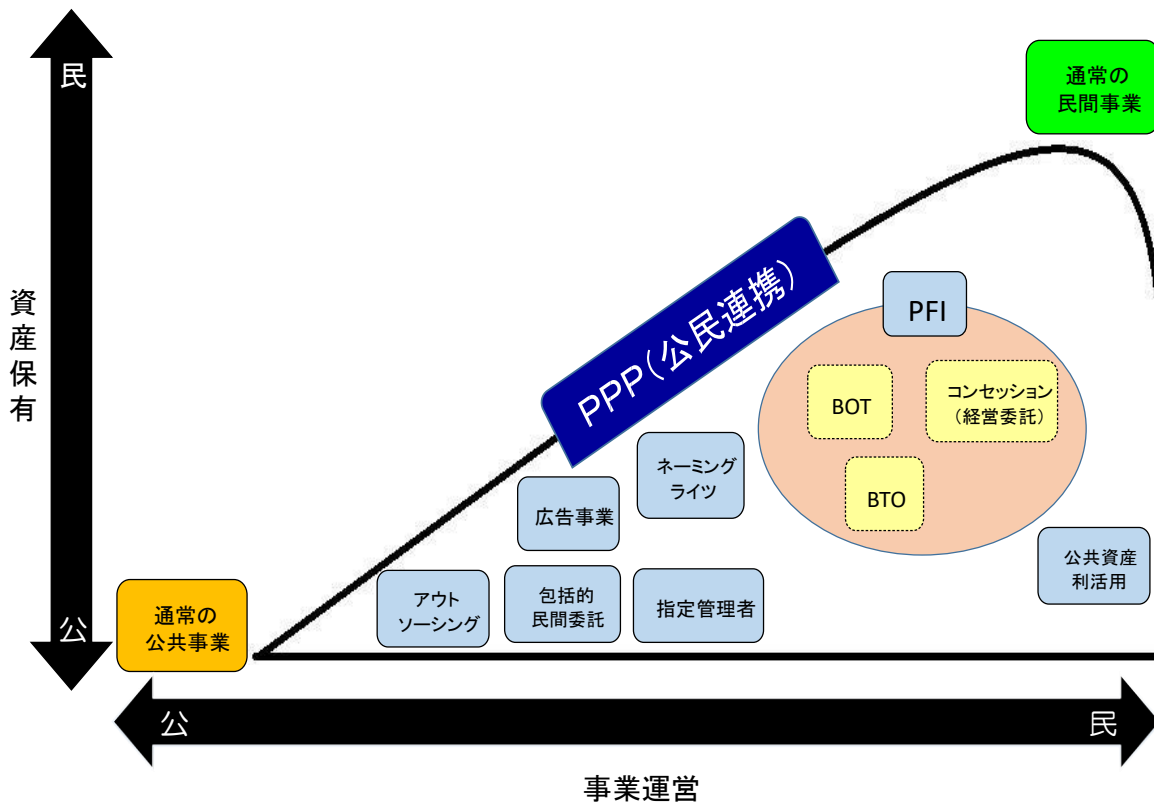 民
通常の
民間事業
資
産
保
有
PPP(公民連携)
PFI
BOT
コンセッション
(経営委託)
BTO
ネーミング
ライツ
広告事業
公共資産
利活用
アウト
ソーシング
包括的
民間委託
指定管理者
通常の
公共事業
公
公
民
事業運営